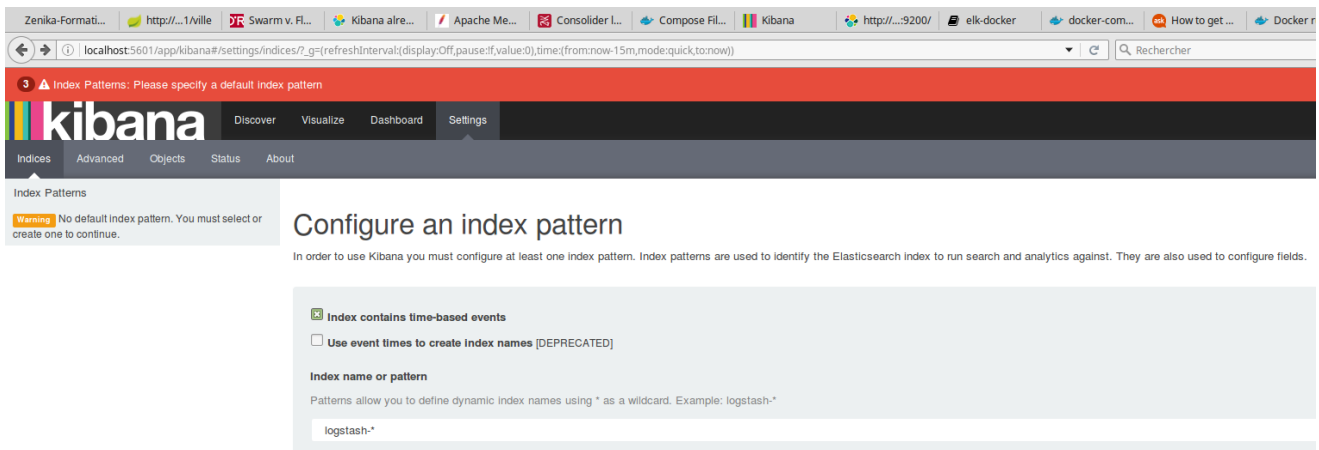 Zenika-Formati... http://...1/ville Swarm v. Fl... Kibana alre... Apache Me... Consolider l... Compose Fil... Kibana http://...:9200/ elk-docker docker-com... How to get ... Docker r
localhost:5601/app/kibana#/settings/indices/?_g=(refreshInterval:(display:Off,pause:!f,value:0),time:(from:now-15m,mode:quick,to:now)) Rechercher
3 Index Patterns: Please specify a default index pattern
kibana Discover Visualize Dashboard Settings
Indices Advanced Objects Status About
Index Patterns
Warning No default index pattern. You must select or
create one to continue.
Configure an index pattern
In order to use Kibana you must configure at least one index pattern. Index patterns are used to identify the Elasticsearch index to run search and analytics against. They are also used to configure fields.
Index contains time-based events
Use event times to create index names [DEPRECATED]
Index name or pattern
Patterns allow you to define dynamic index names using * as a wildcard. Example: logstash-*
logstash-*